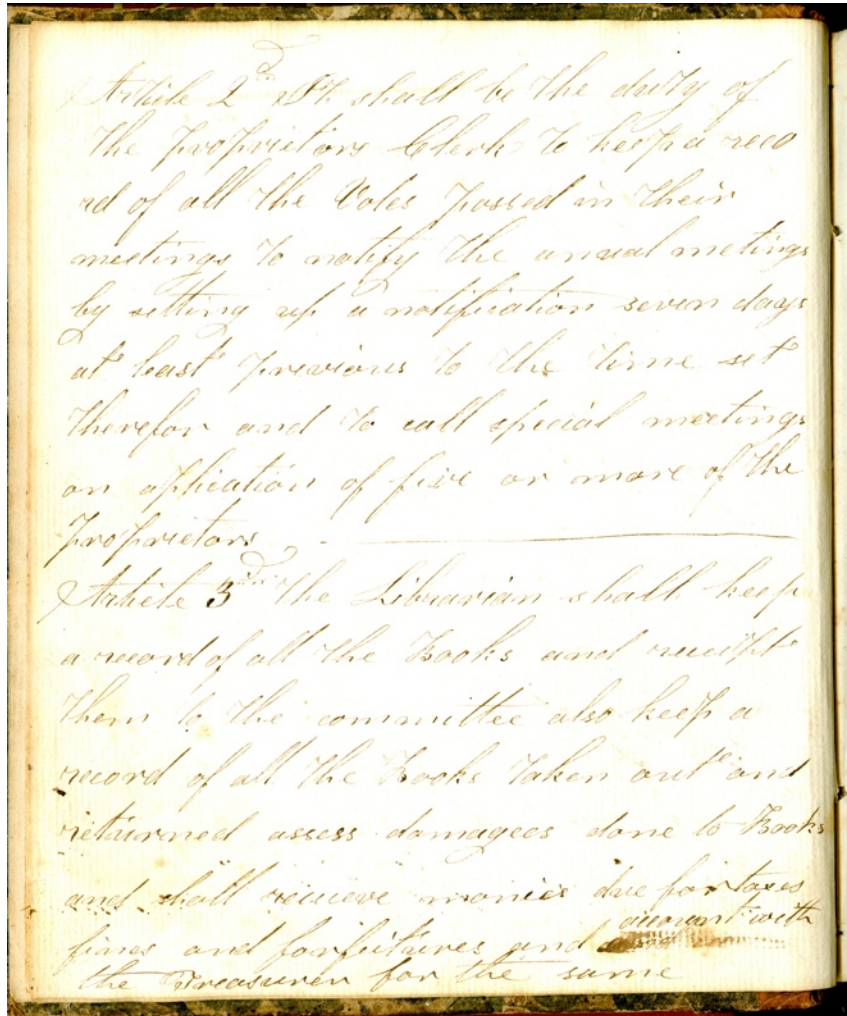 Article 2nd It shall be the duty of
the proprietors Clerk to keep a reco
rd of all the Votes passed in their
meetings to notify the anual metings
by setting up a notification seven days
at least previous to the time set
therefor and to call special meetings
on aplication of five or more of the
proprietors
Article 3rd The Librarian shall keep
a record of all the Books and receipt
them to the committee also keep a
record of all the Books taken out and
returned assess damagees done to Books
and shall recieve monies due for taxes
fines and forfeitures and account with
the Treasurer for the same